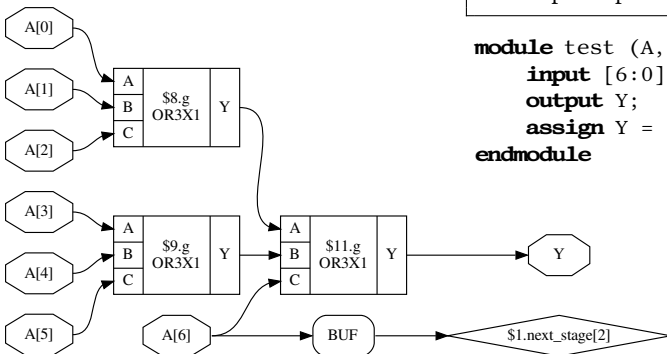 A[0]
A[1]
A[2]
A
B
C
$8.g
OR3X1
Y
A[3]
A[4]
A[5]
A
B
C
$9.g
OR3X1
Y
A[6]
A
B
C
$11.g
OR3X1
Y
Y
BUF
$1.next_stage[2]
module test (A,
input [6:0]
output Y;
assign Y =
endmodule